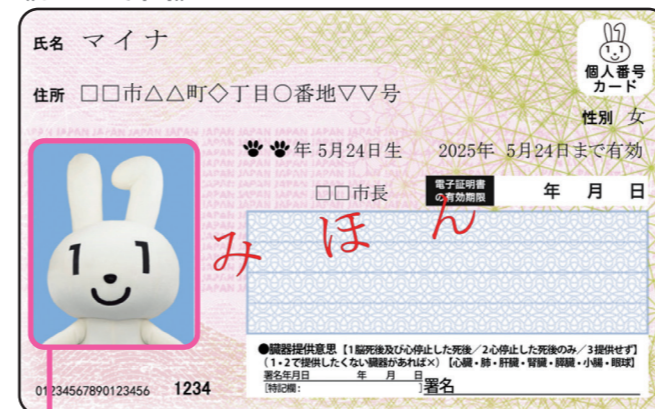 氏名 マイナ
個人番号
カード
住所 □□市△△町◇丁目○番地▽▽号
性別 女
年 5月24日生 2025年 5月24日まで有効
□□市長 電子証明書の有効期限 年 月 日
みほん
●臓器提供意思【1 脳死後及び心停止した死後/2 心停止した死後のみ/3 提供せず】
(1・2で提供したくない臓器があれば×)【心臓・肺・肝臓・腎臓・膵臓・小腸・眼球】
署名年月日 年 月 日
[特記欄: ] 署名
01234567890123456 1234